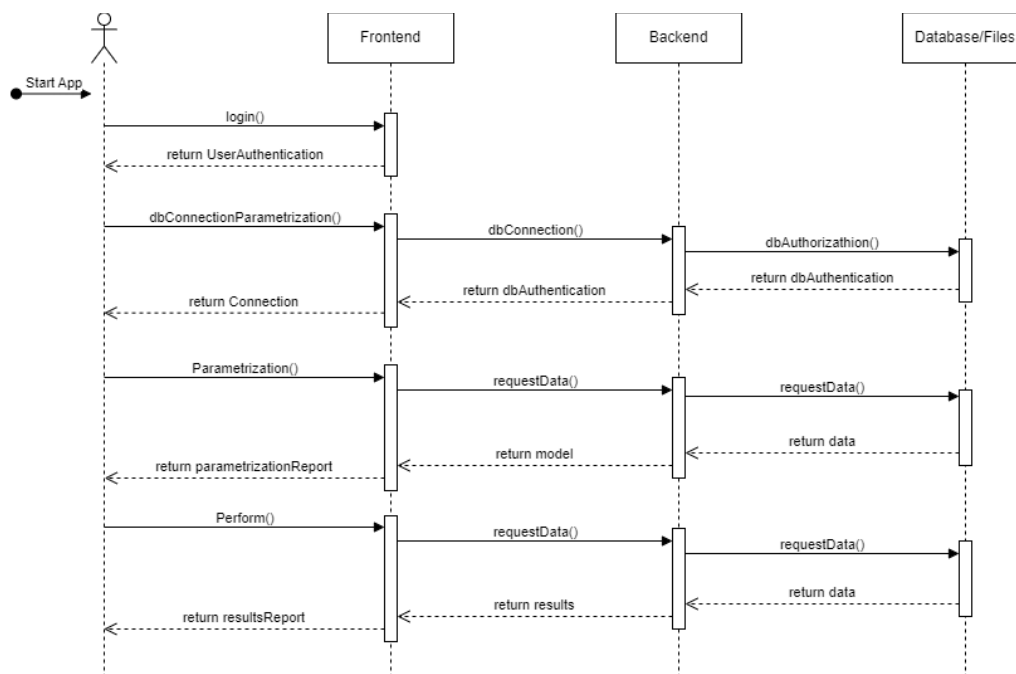 Frontend
Backend
Database/Files
Start App
login()
return UserAuthentication
dbConnectionParametrization()
dbConnection()
dbAuthorizathion()
return dbAuthentication
return dbAuthentication
return Connection
Parametrization()
requestData()
requestData()
return data
return model
return parametrizationReport
Perform()
requestData()
requestData()
return data
return results
return resultsReport